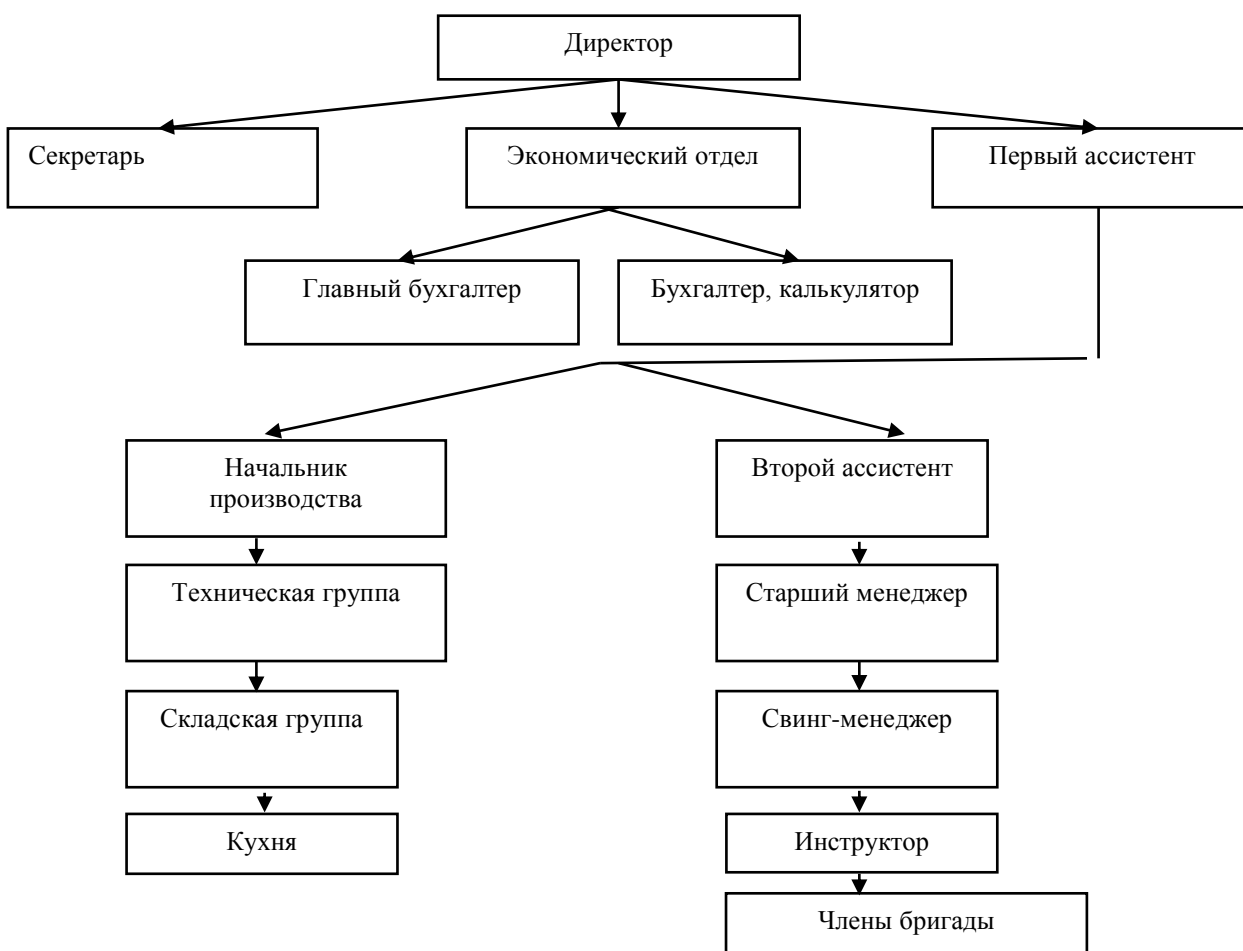 Директор
Секретарь
Экономический отдел
Первый ассистент
Главный бухгалтер
Бухгалтер, калькулятор
Начальник
производства
Второй ассистент
Техническая группа
Старший менеджер
Складская группа
Свинг-менеджер
Кухня
Инструктор
Члены бригады